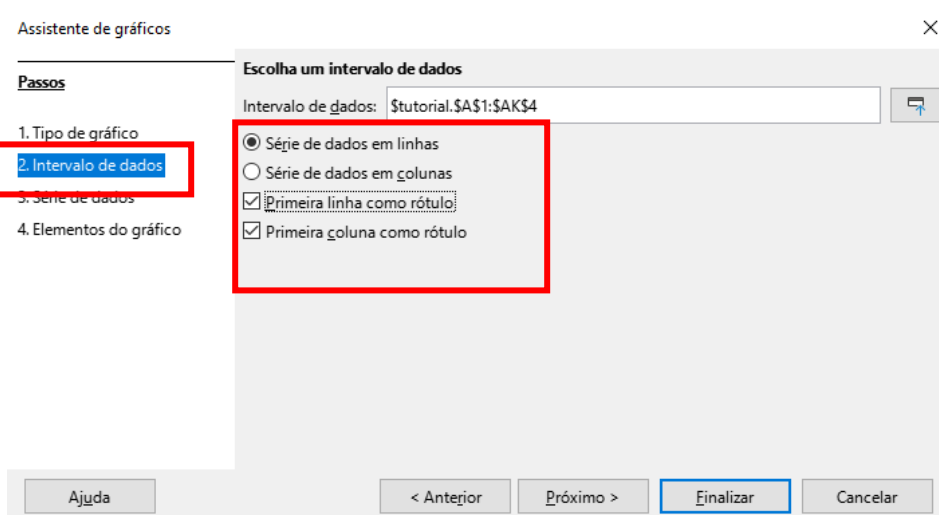 Assistente de gráficos
Passos
1. Tipo de gráfico
2. Intervalo de dados
3. Série de dados
4. Elementos do gráfico
Escolha um intervalo de dados
Intervalo de dados: $tutorial.$A$1:$AK$4
Série de dados em linhas
Série de dados em colunas
Primeira linha como rótulo
Primeira coluna como rótulo
Ajuda
< Anterior
Próximo >
Finalizar
Cancelar